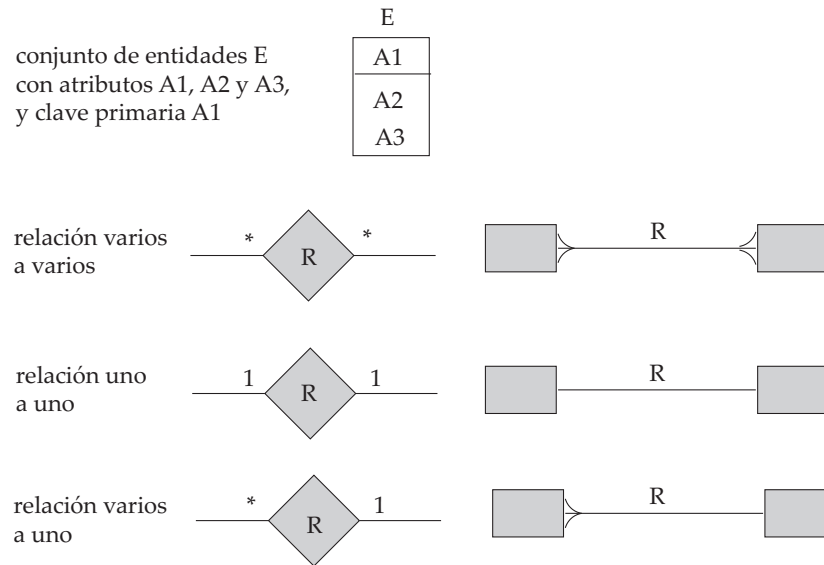 E
conjunto de entidades E
con atributos A1, A2 y A3,
y clave primaria A1
A1
A2
A3
relación varios
a varios
* R *
R
relación uno
a uno
1 R 1
R
relación varios
a uno
* R 1
R